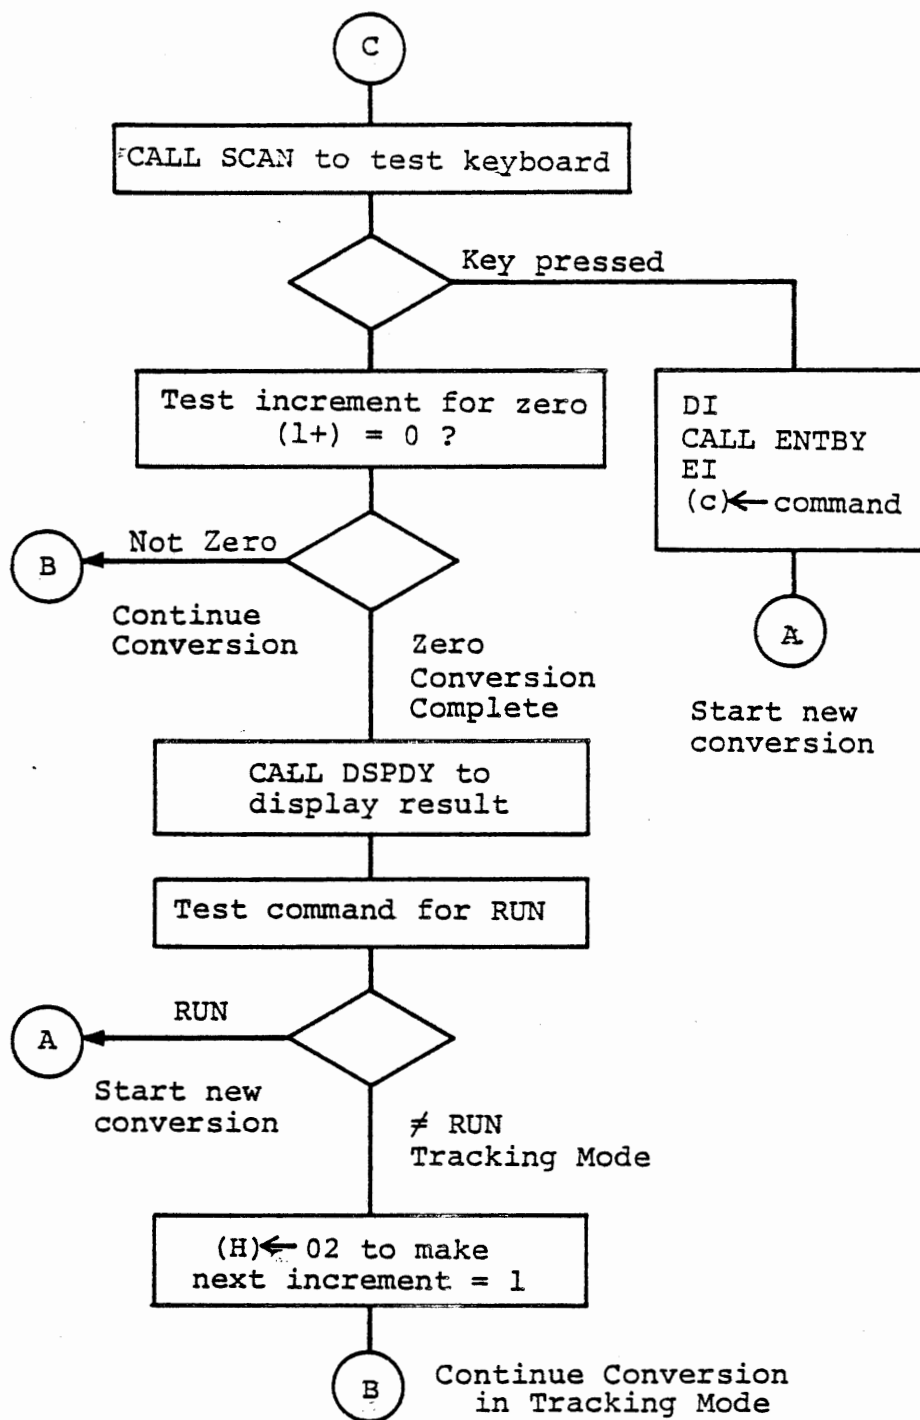 C
CALL SCAN to test keyboard
Key pressed
Test increment for zero
(1+) = 0 ?
DI
CALL ENTBY
EI
(c)← command
B
Not Zero
Continue
Conversion
A
Zero
Conversion
Complete
Start new
conversion
CALL DSPDY to
display result
Test command for RUN
A
RUN
Start new
conversion
≠ RUN
Tracking Mode
(H)← 02 to make
next increment = 1
B
Continue Conversion
in Tracking Mode